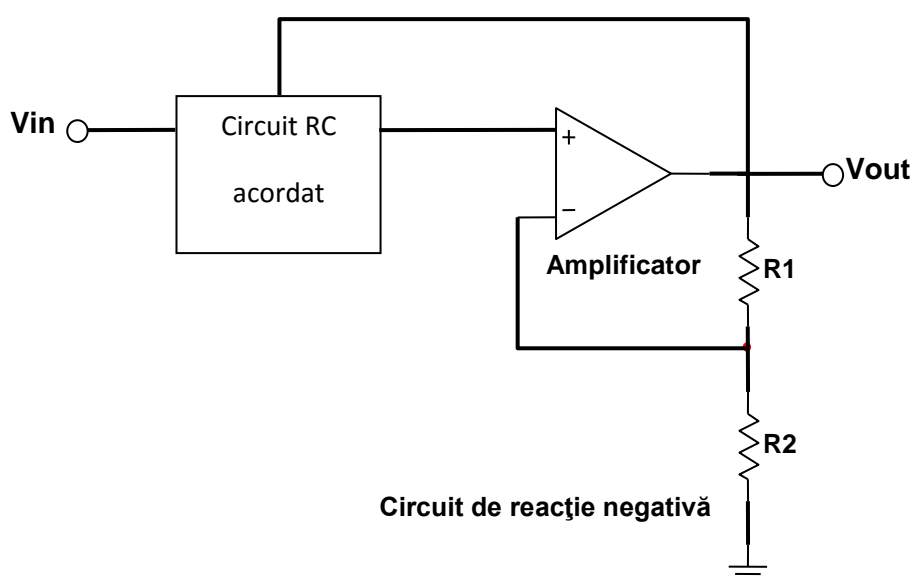 Vin
Circuit RC
acordat
+
−
Vout
Amplificator
R1
R2
Circuit de reacţie negativă